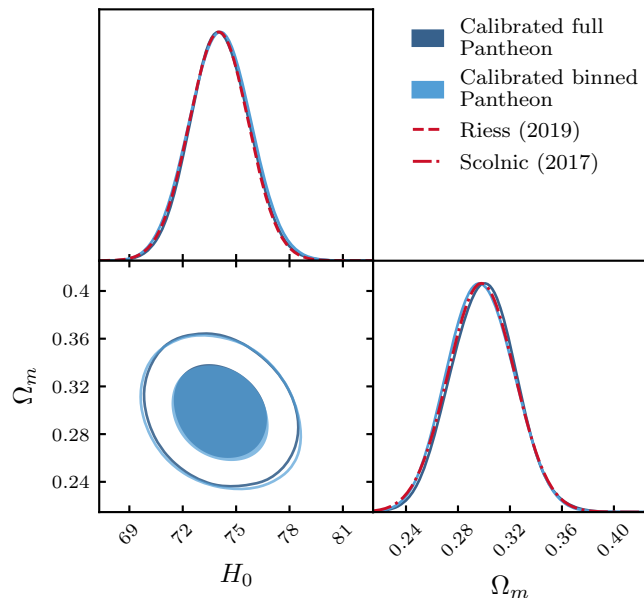 Calibrated full
Pantheon
Calibrated binned
Pantheon
Riess (2019)
Scolnic (2017)
0.4
0.36
0.32
0.28
0.24
Ωₘ
69
72
75
78
81
H₀
0.24
0.28
0.32
0.36
0.40
Ωₘ